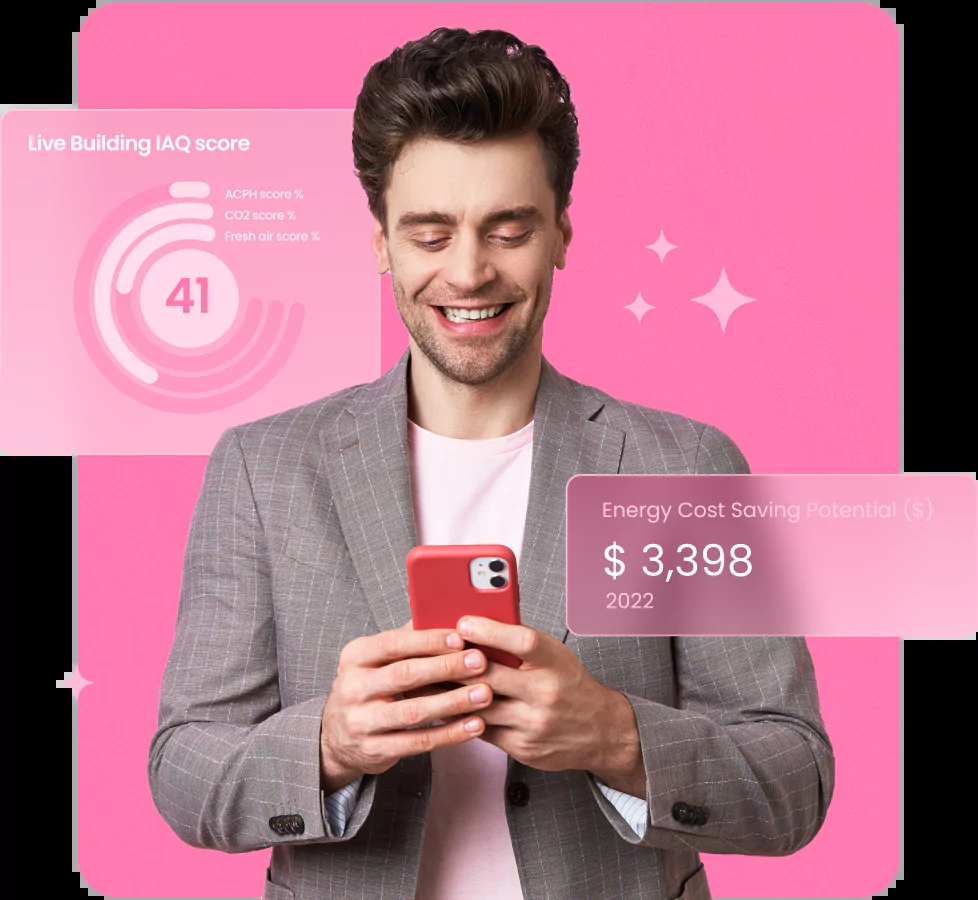 Live Building IAQ score
ACPH score %
CO2 score %
Fresh air score %
41
Energy Cost Saving Potential ($)
$ 3,398
2022